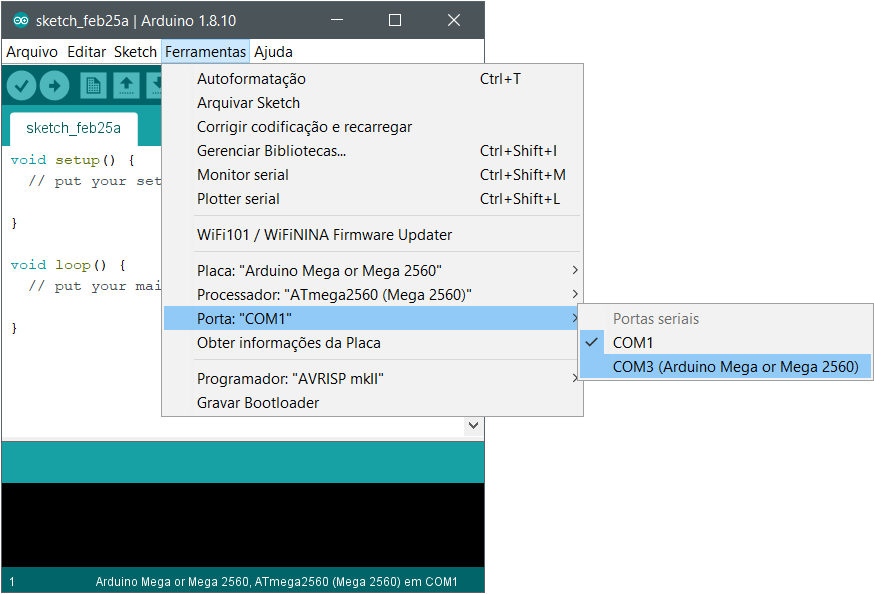 sketch_feb25a | Arduino 1.8.10
Arquivo Editar Sketch Ferramentas Ajuda
sketch_feb25a
void setup() {
// put your set
}
void loop() {
// put your mai
}
Autoformatação Ctrl+T
Arquivar Sketch
Corrigir codificação e recarregar
Gerenciar Bibliotecas... Ctrl+Shift+I
Monitor serial Ctrl+Shift+M
Plotter serial Ctrl+Shift+L
WiFi101 / WiFiNINA Firmware Updater
Placa: "Arduino Mega or Mega 2560"
Processador: "ATmega2560 (Mega 2560)"
Porta: "COM1"
Obter informações da Placa
Programador: "AVRISP mkII"
Gravar Bootloader
Portas seriais
COM1
COM3 (Arduino Mega or Mega 2560)
1 Arduino Mega or Mega 2560, ATmega2560 (Mega 2560) em COM1